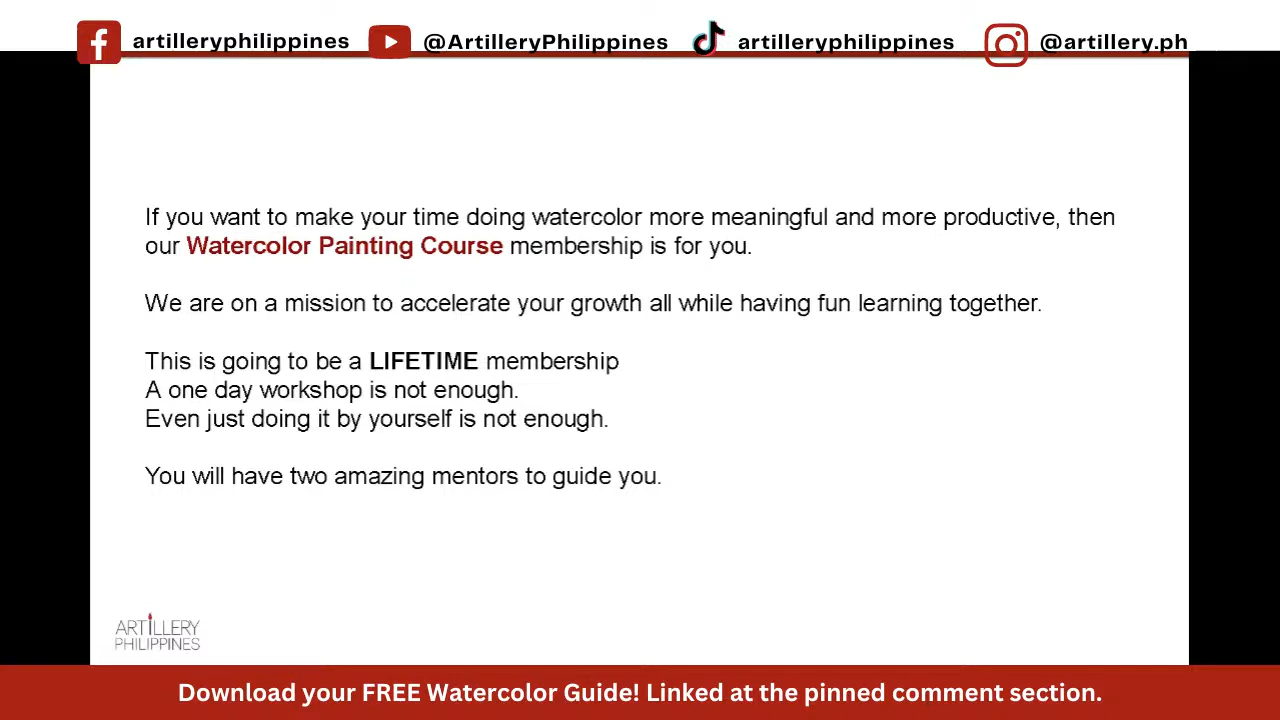 artilleryphilippines @ArtilleryPhilippines artilleryphilippines @artillery.ph
If you want to make your time doing watercolor more meaningful and more productive, then
our Watercolor Painting Course membership is for you.
We are on a mission to accelerate your growth all while having fun learning together.
This is going to be a LIFETIME membership
A one day workshop is not enough.
Even just doing it by yourself is not enough.
You will have two amazing mentors to guide you.
ARTILLERY
PHILIPPINES
Download your FREE Watercolor Guide! Linked at the pinned comment section.